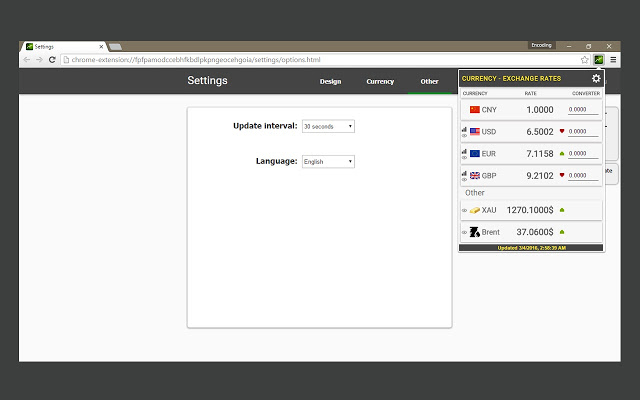 Settings
Encoding
chrome-extension://fpfpamodccebhfkbdlpkpngeocehgoia/settings/options.html
Settings Design Currency Other
Update interval: 30 seconds
Language: English
CURRENCY - EXCHANGE RATES
CURRENCY RATE CONVERTER
CNY 1.0000 0.0000
USD 6.5002 0.0000
EUR 7.1158 0.0000
GBP 9.2102 0.0000
Other
XAU 1270.1000$
Brent 37.0600$
Updated 3/4/2016, 2:58:39 AM